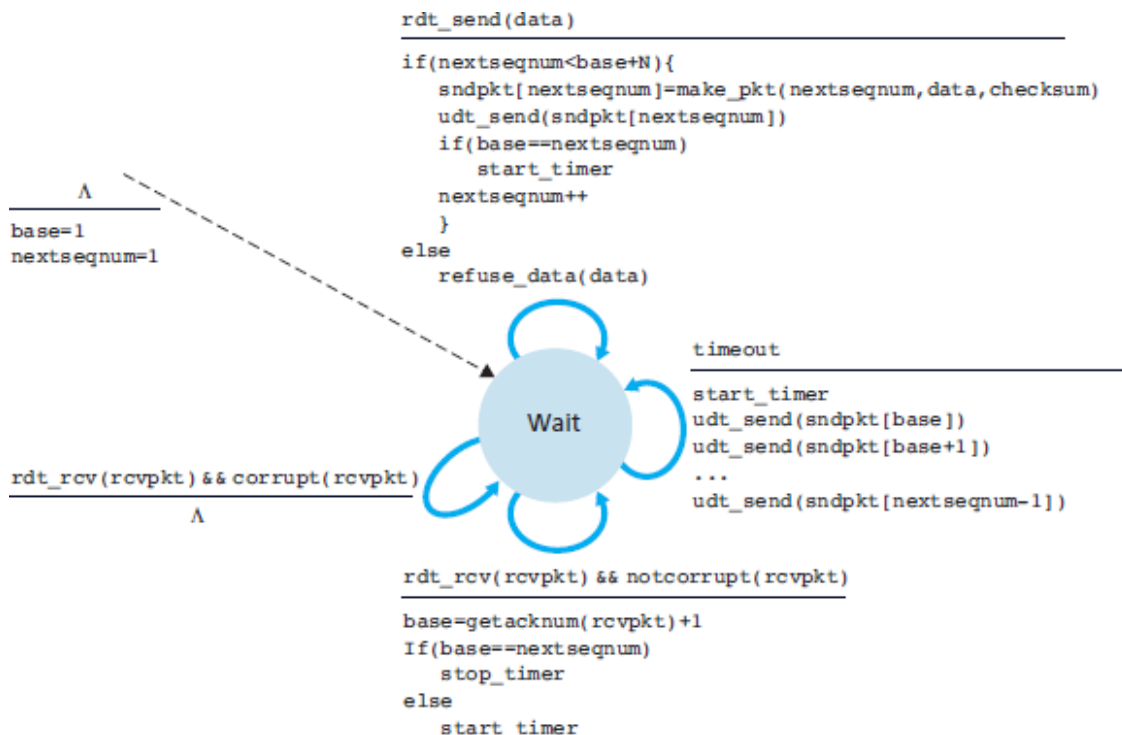 rdt_send(data)
if(nextseqnum<base+N){
sndpkt[nextseqnum]=make_pkt(nextseqnum,data,checksum)
udt_send(sndpkt[nextseqnum])
if(base==nextseqnum)
start_timer
nextseqnum++
}
else
refuse_data(data)
Λ
base=1
nextseqnum=1
Wait
timeout
start_timer
udt_send(sndpkt[base])
udt_send(sndpkt[base+1])
...
udt_send(sndpkt[nextseqnum-1])
rdt_rcv(rcvpkt) && corrupt(rcvpkt)
Λ
rdt_rcv(rcvpkt) && notcorrupt(rcvpkt)
base=getacknum(rcvpkt)+1
If(base==nextseqnum)
stop_timer
else
start timer